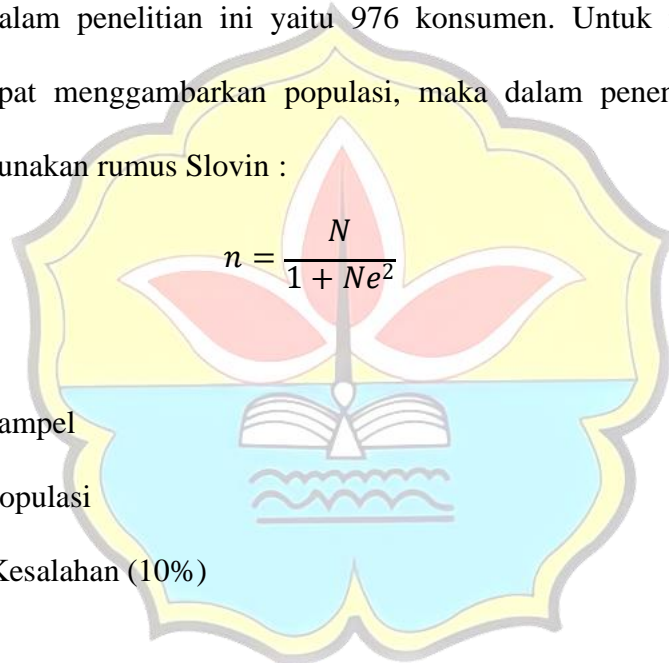 alam penelitian ini yaitu 976 konsumen. Untuk
pat menggambarkan populasi, maka dalam pener
unakan rumus Slovin :
n = N / (1 + Ne²)
ampel
opulasi
Kesalahan (10%)